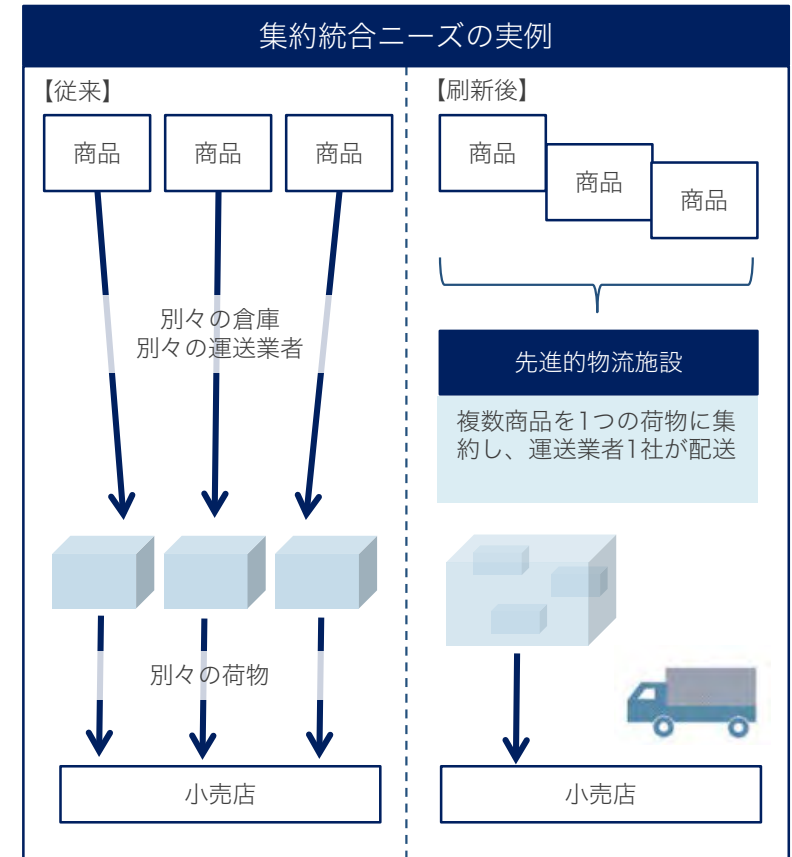 集約統合ニーズの実例
【従来】
商品
商品
商品
別々の倉庫
別々の運送業者
別々の荷物
小売店
【刷新後】
商品
商品
商品
先進的物流施設
複数商品を1つの荷物に集
約し、運送業者1社が配送
小売店